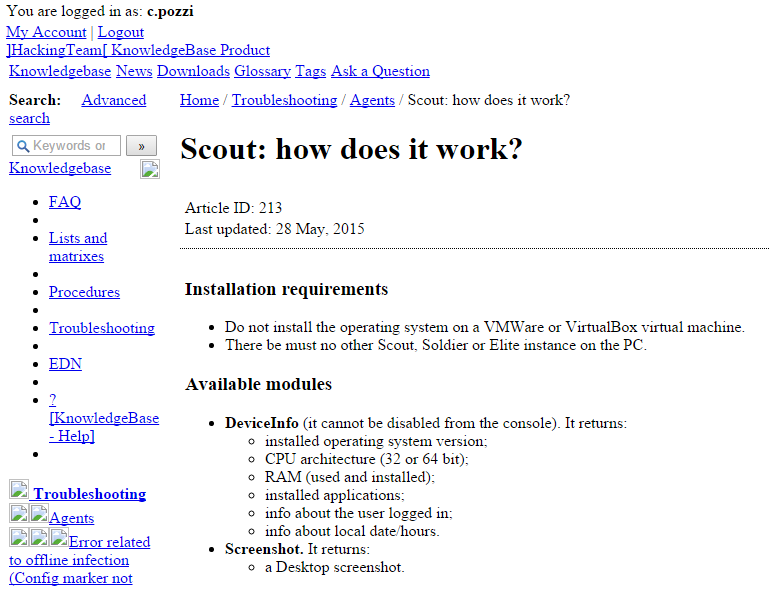 You are logged in as: c.pozzi
My Account | Logout
]HackingTeam[ KnowledgeBase Product
Knowledgebase News Downloads Glossary Tags Ask a Question
Search: Advanced search
Keywords or
»
Knowledgebase
FAQ
Lists and
matrixes
Procedures
Troubleshooting
EDN
?
[KnowledgeBase
- Help]
Troubleshooting
Agents
Error related
to offline infection
(Config marker not
Home / Troubleshooting / Agents / Scout: how does it work?
Scout: how does it work?
Article ID: 213
Last updated: 28 May, 2015
Installation requirements
Do not install the operating system on a VMWare or VirtualBox virtual machine.
There be must no other Scout, Soldier or Elite instance on the PC.
Available modules
DeviceInfo (it cannot be disabled from the console). It returns:
installed operating system version;
CPU architecture (32 or 64 bit);
RAM (used and installed);
installed applications;
info about the user logged in;
info about local date/hours.
Screenshot. It returns:
a Desktop screenshot.